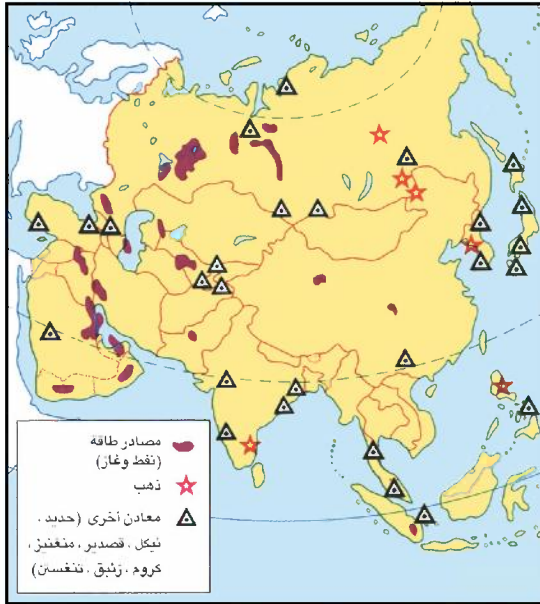 مصادر طاقة
(نفط وغاز)
ذهب
معادن أخرى (حديد،
نيكل، قصدير، منغنيز،
كروم، زئبق، تنغستن)